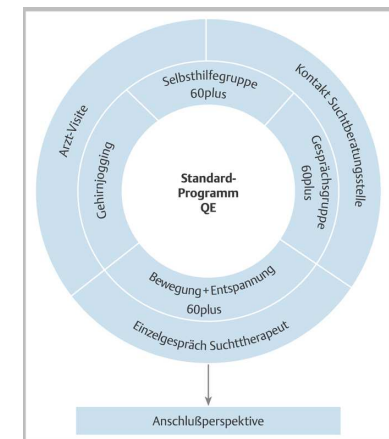 Arzt-Visite
Kontakt Suchtberatungsstelle
Selbsthilfegruppe
60plus
Gehirnjogging
Gesprächsgruppe
60plus
Standard-
Programm
QE
Bewegung+Entspannung
60plus
Einzelgespräch Suchttherapeut
Anschlußperspektive